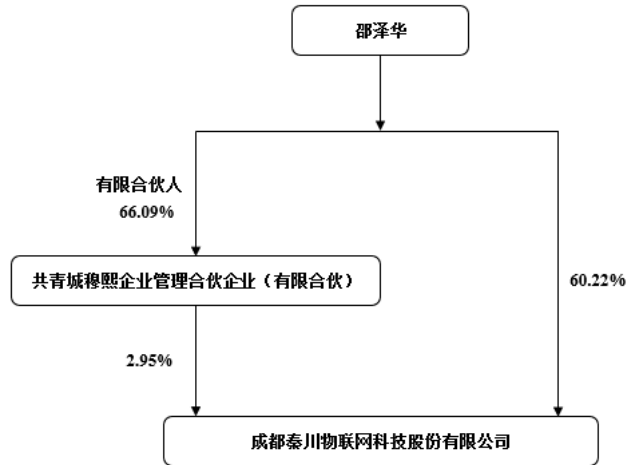 邵泽华
有限合伙人
66.09%
共青城穆熙企业管理合伙企业（有限合伙）
60.22%
2.95%
成都秦川物联网科技股份有限公司